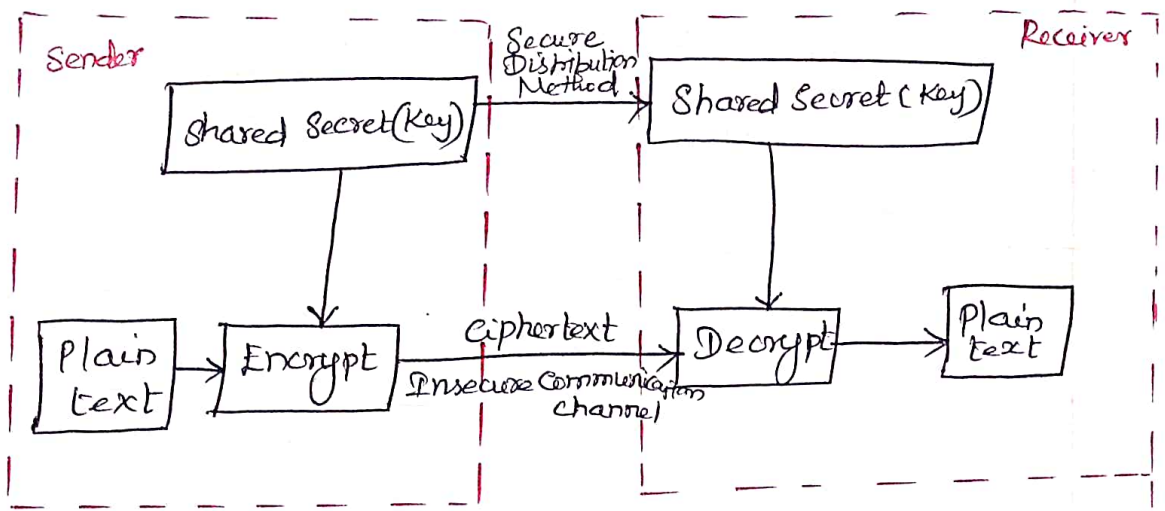 Sender
Receiver
Secure
Distribution
Method
Shared Secret(Key)
Shared Secret(Key)
Plain
text
Encrypt
Ciphertext
Insecure Communication
Channel
Decrypt
Plain
text